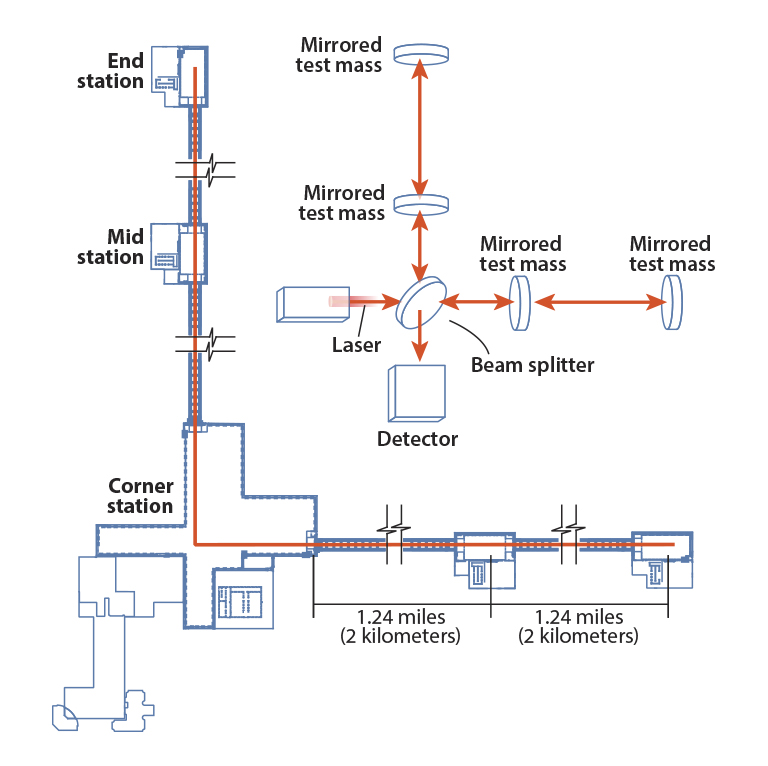 End
station
Mirrored
test mass
Mirrored
test mass
Mid
station
Mirrored
test mass
Mirrored
test mass
Laser
Beam splitter
Detector
Corner
station
1.24 miles
(2 kilometers)
1.24 miles
(2 kilometers)